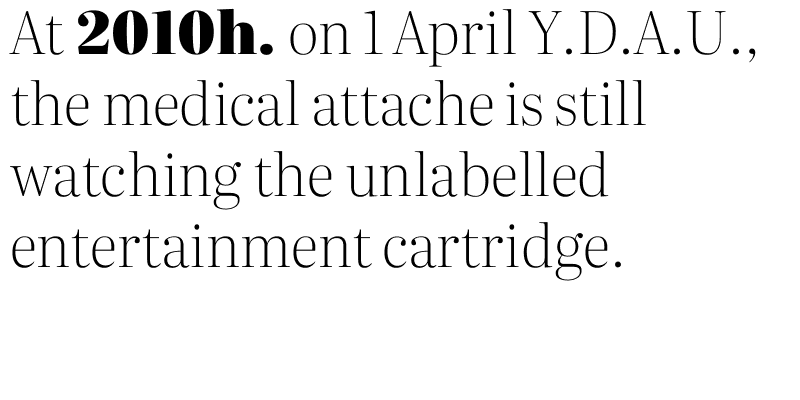 At 2010h. on 1 April Y.D.A.U.,
the medical attache is still
watching the unlabelled
entertainment cartridge.